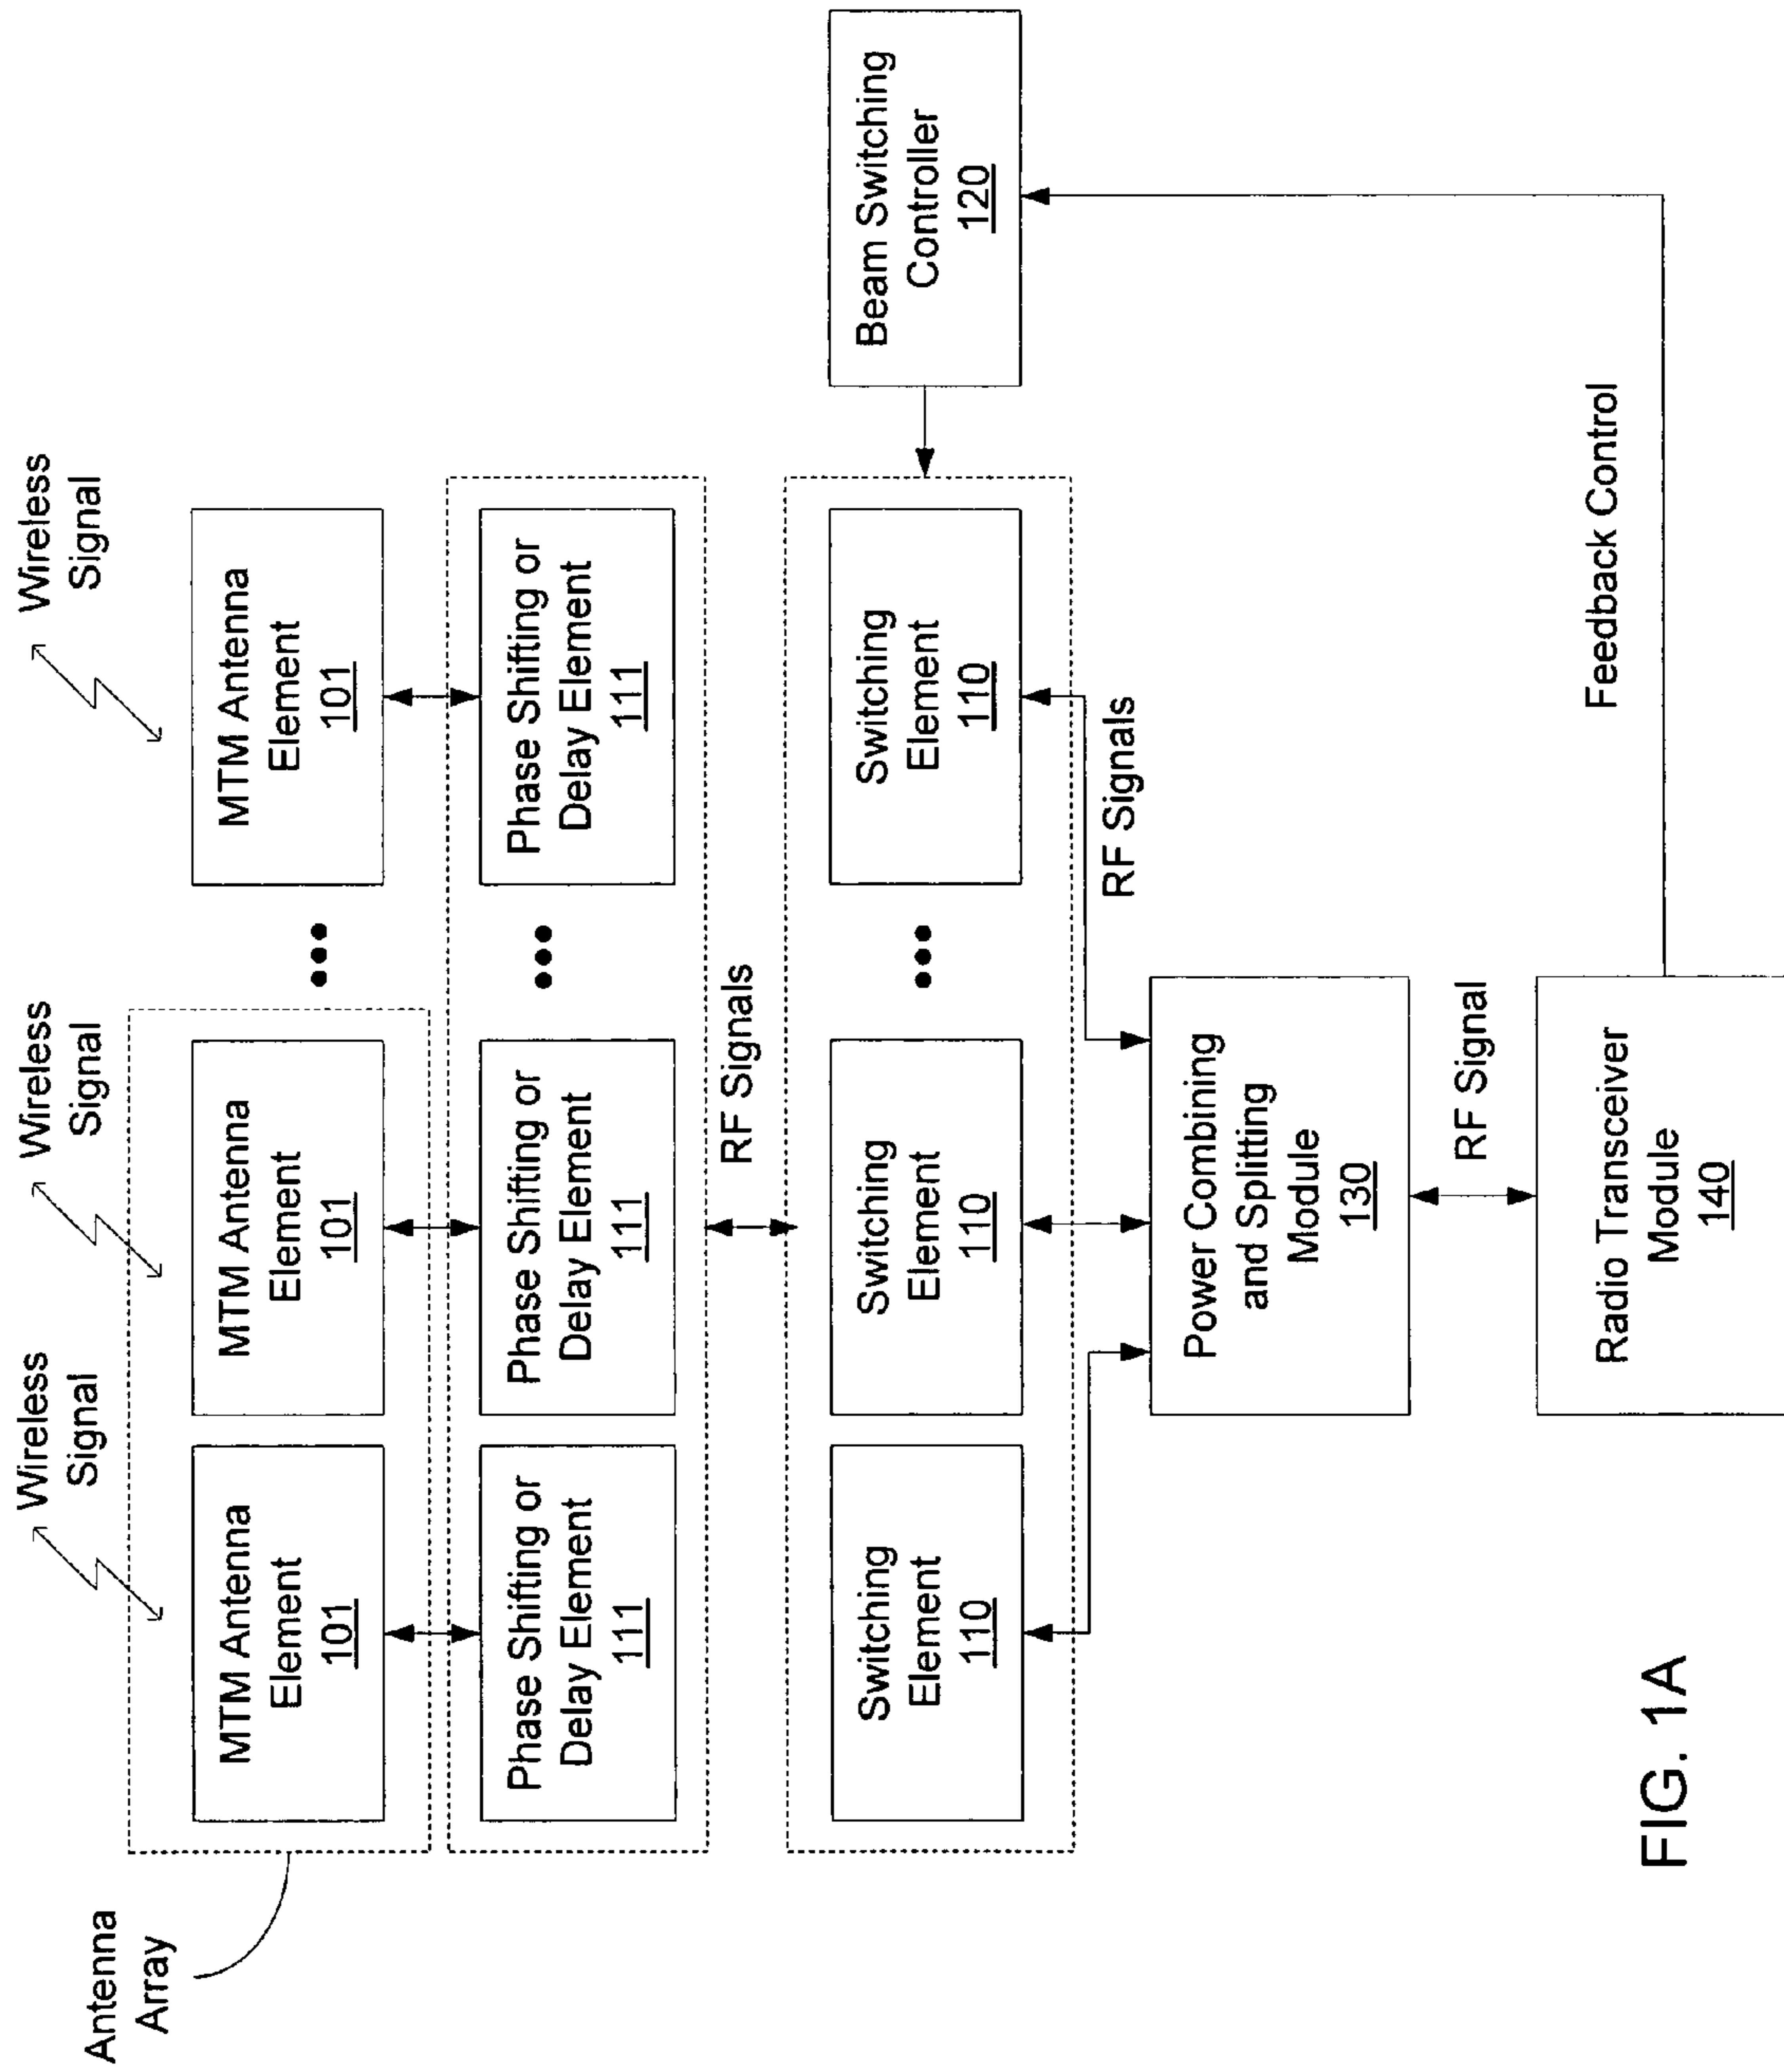 Wireless
Signal
Wireless
Signal
Wireless
Signal
Antenna
Array
MTM Antenna
Element
101
MTM Antenna
Element
101
•••
MTM Antenna
Element
101
Phase Shifting or
Delay Element
111
Phase Shifting or
Delay Element
111
•••
Phase Shifting or
Delay Element
111
RF Signals
Switching
Element
110
Switching
Element
110
•••
Switching
Element
110
Beam Switching
Controller
120
RF Signals
Power Combining
and Splitting
Module
130
RF Signal
Feedback Control
Radio Transceiver
Module
140
FIG. 1A